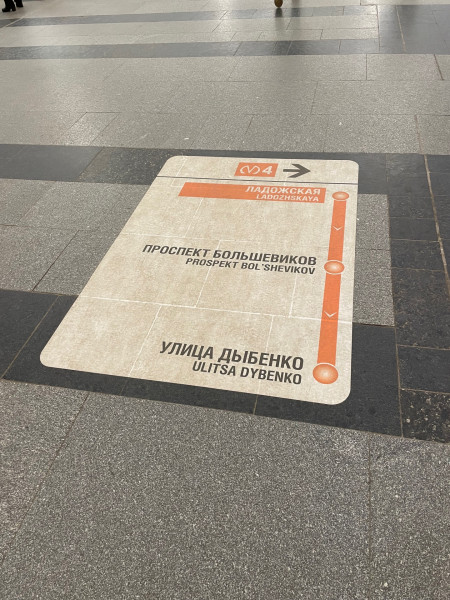 4
ЛАДОЖСКАЯ
LADOZHSKAYA
ПРОСПЕКТ БОЛЬШЕВИКОВ
PROSPEKT BOL'SHEVIKOV
УЛИЦА ДЫБЕНКО
ULITSA DYBENKO